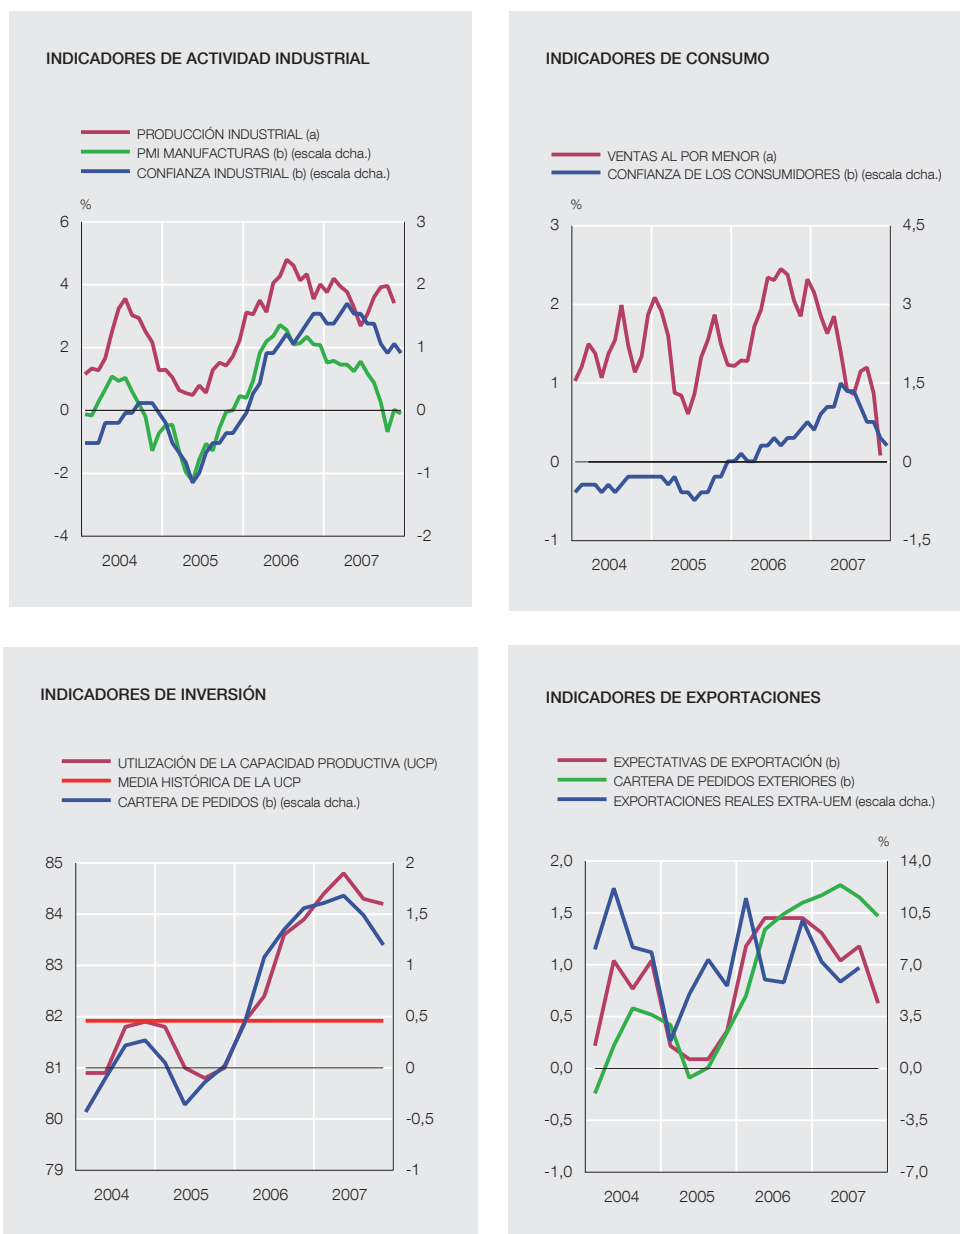 INDICADORES DE ACTIVIDAD INDUSTRIAL
PRODUCCIÓN INDUSTRIAL (a)
PMI MANUFACTURAS (b) (escala dcha.)
CONFIANZA INDUSTRIAL (b) (escala dcha.)
%
6 3
4 2
2 1
0 0
-2 -1
-4 -2
2004 2005 2006 2007
INDICADORES DE CONSUMO
VENTAS AL POR MENOR (a)
CONFIANZA DE LOS CONSUMIDORES (b) (escala dcha.)
%
3 4,5
2 3
1 1,5
0 0
-1 -1,5
2004 2005 2006 2007
INDICADORES DE INVERSIÓN
UTILIZACIÓN DE LA CAPACIDAD PRODUCTIVA (UCP)
MEDIA HISTÓRICA DE LA UCP
CARTERA DE PEDIDOS (b) (escala dcha.)
85 2
84 1,5
83 1
82 0,5
81 0
80 -0,5
79 -1
2004 2005 2006 2007
INDICADORES DE EXPORTACIONES
EXPECTATIVAS DE EXPORTACIÓN (b)
CARTERA DE PEDIDOS EXTERIORES (b)
EXPORTACIONES REALES EXTRA-UEM (escala dcha.)
%
2,0 14,0
1,5 10,5
1,0 7,0
0,5 3,5
0,0 0,0
-0,5 -3,5
-1,0 -7,0
2004 2005 2006 2007